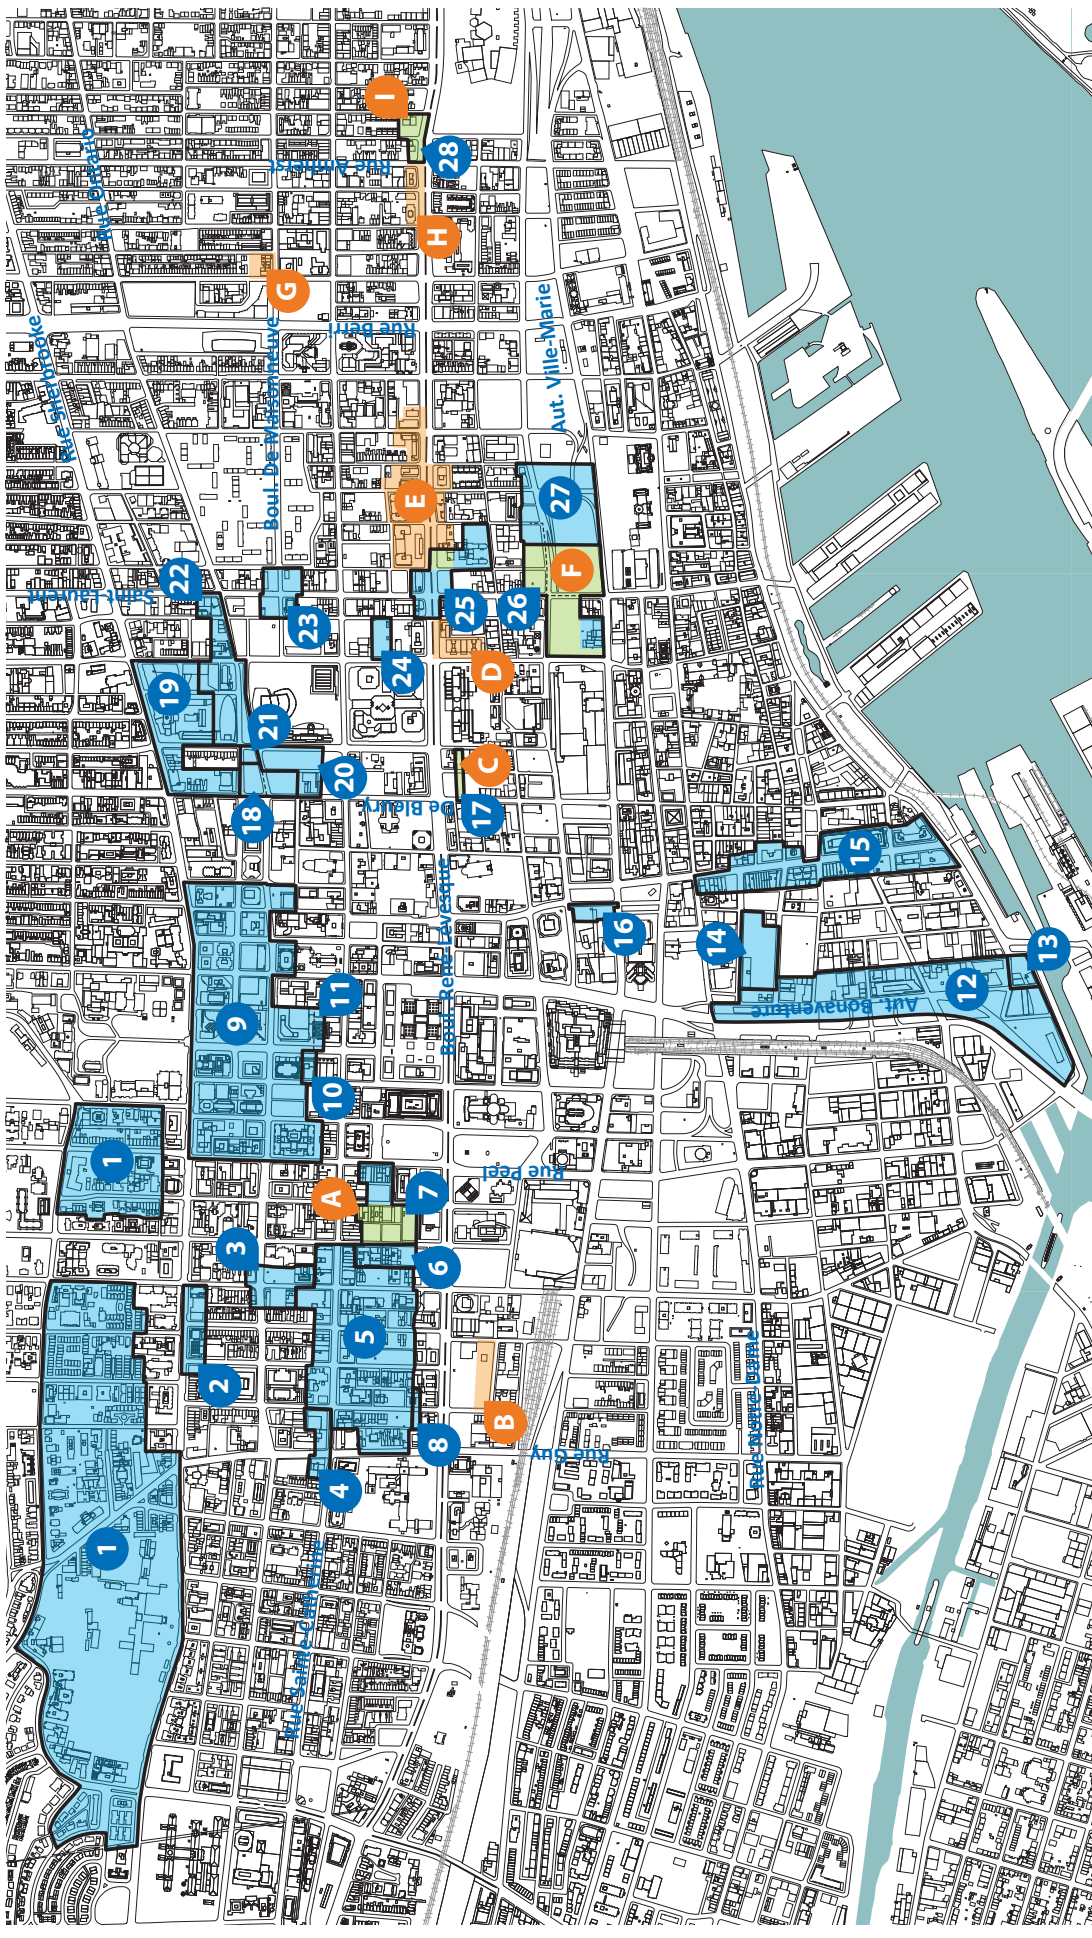 Rue Ontario
Rue Sherbrooke
Boul. De Maisonneuve
Rue Sainte-Catherine
Boul. René-Lévesque
Aut. Ville-Marie
Rue Notre-Dame
Rue Amherst
Rue Berri
Saint-Laurent
De Bleury
Rue Peel
Rue Guy
Aut. Bonaventure
1
1
2
3
4
5
6
7
8
9
10
11
12
13
14
15
16
17
18
19
20
21
22
23
24
25
26
27
28
A
B
C
D
E
F
G
H
I